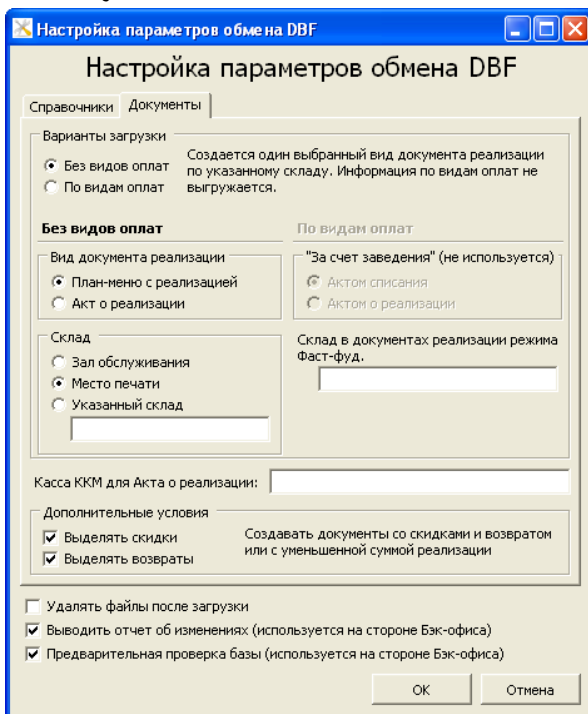 Настройка параметров обмена DBF
Настройка параметров обмена DBF
Справочники Документы
Варианты загрузки
Без видов оплат
По видам оплат
Создается один выбранный вид документа реализации
по указанному складу. Информация по видам оплат не
выгружается.
Без видов оплат
По видам оплат
Вид документа реализации
План-меню с реализацией
Акт о реализации
"За счет заведения" (не используется)
Актом списания
Актом о реализации
Склад
Зал обслуживания
Место печати
Указанный склад
Склад в документах реализации режима
Фаст-фуд.
Касса ККМ для Акта о реализации:
Дополнительные условия
Выделять скидки
Выделять возвраты
Создавать документы со скидками и возвратом
или с уменьшенной суммой реализации
Удалять файлы после загрузки
Выводить отчет об изменениях (используется на стороне Бэк-офиса)
Предварительная проверка базы (используется на стороне Бэк-офиса)
ОК Отмена